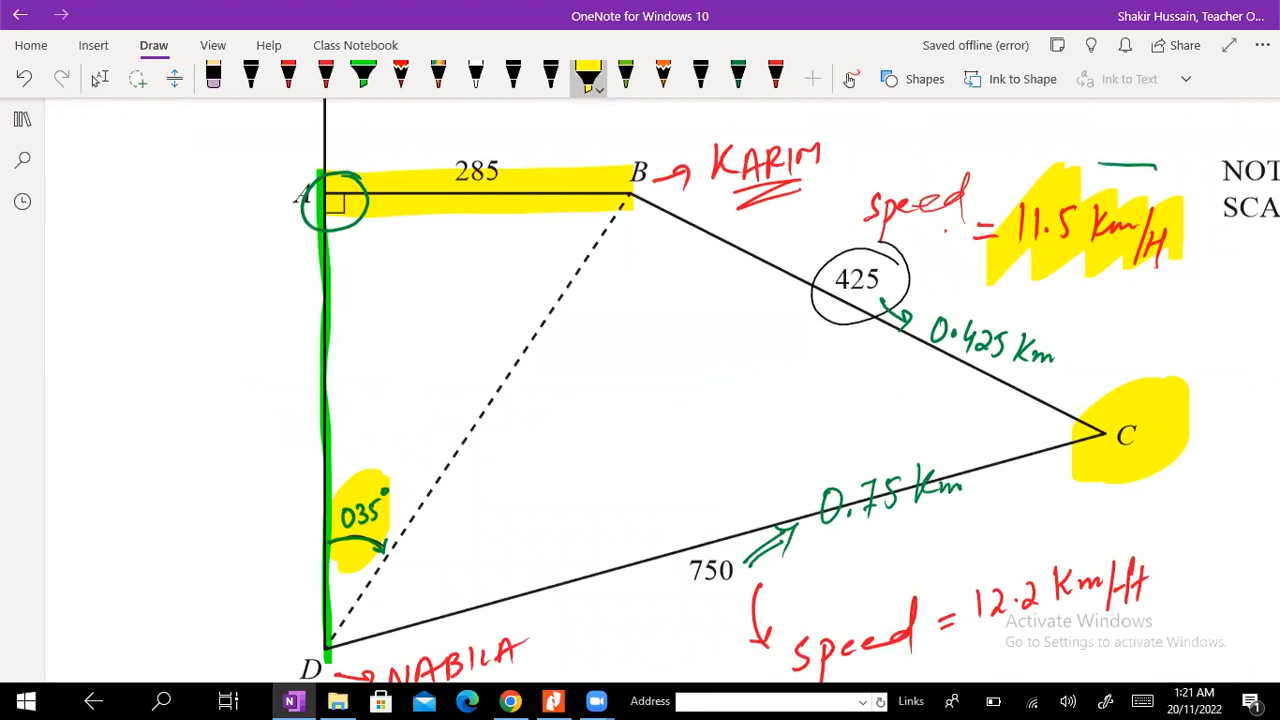 OneNote for Windows 10
Shakir Hussain, Teacher O...
Home Insert Draw View Help Class Notebook
Saved offline (error) Share
Shapes Ink to Shape Ink to Text
A 285 B KARIM
NOT
SCA
speed = 11.5 Km/H
425
0.425 Km
C
035°
0.75 Km
750
speed = 12.2 Km/H
D NABILA
Activate Windows
Go to Settings to activate Windows.
Address Links
1:21 AM
20/11/2022
1